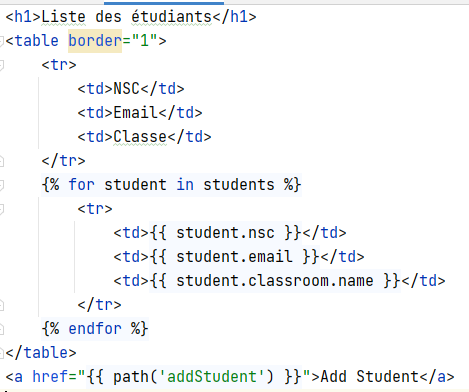 <h1>Liste des étudiants</h1>
<table border="1">
    <tr>
        <td>NSC</td>
        <td>Email</td>
        <td>Classe</td>
    </tr>
    {% for student in students %}
        <tr>
            <td>{{ student.nsc }}</td>
            <td>{{ student.email }}</td>
            <td>{{ student.classroom.name }}</td>
        </tr>
    {% endfor %}
</table>
<a href="{{ path('addStudent') }}">Add Student</a>